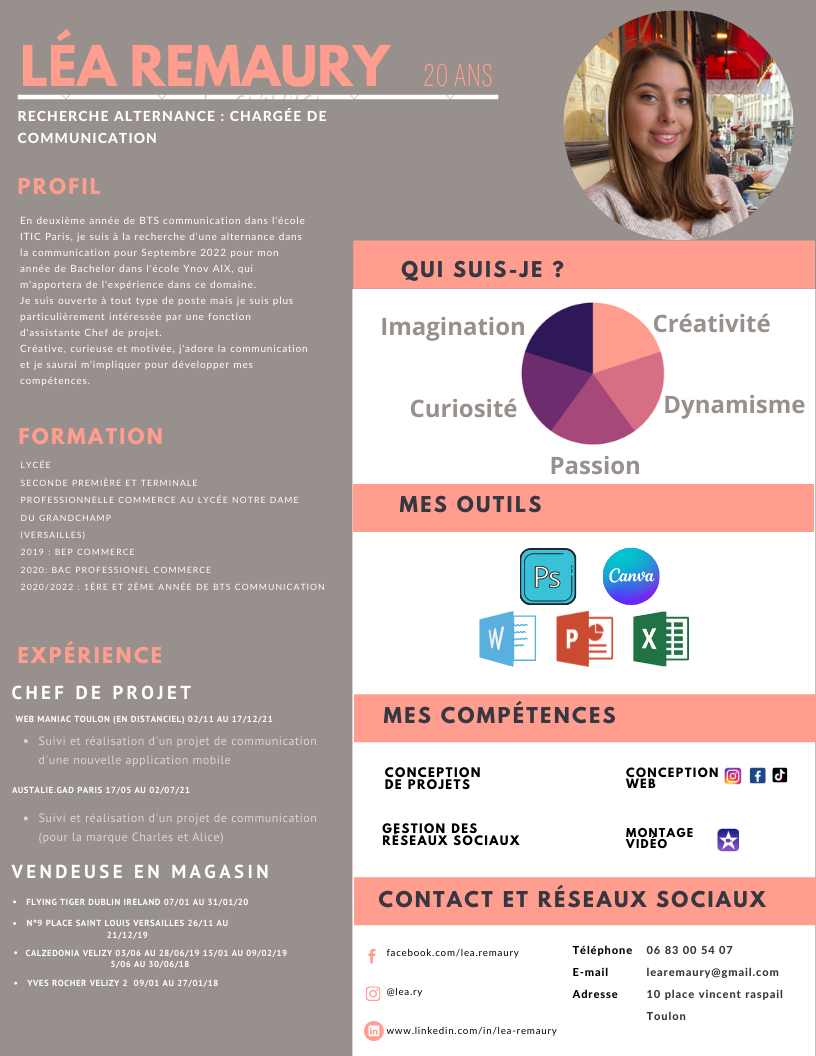 LÉA REMAURY
20 ANS
RECHERCHE ALTERNANCE : CHARGÉE DE
COMMUNICATION
PROFIL
En deuxième année de BTS communication dans l'école
ITIC Paris, je suis à la recherche d'une alternance dans
la communication pour Septembre 2022 pour mon
année de Bachelor dans l'école Ynov AIX, qui
m'apportera de l'expérience dans ce domaine.
Je suis ouverte à tout type de poste mais je suis plus
particulièrement intéressée par une fonction
d'assistante Chef de projet.
Créative, curieuse et motivée, j'adore la communication
et je saurai m'impliquer pour développer mes
compétences.
FORMATION
LYCÉE
SECONDE PREMIÈRE ET TERMINALE
PROFESSIONNELLE COMMERCE AU LYCÉE NOTRE DAME
DU GRANDCHAMP
(VERSAILLES)
2019 : BEP COMMERCE
2020: BAC PROFESSIONEL COMMERCE
2020/2022 : 1ÈRE ET 2ÈME ANNÉE DE BTS COMMUNICATION
EXPÉRIENCE
CHEF DE PROJET
WEB MANIAC TOULON (EN DISTANCIEL) 02/11 AU 17/12/21
• Suivi et réalisation d'un projet de communication
d'une nouvelle application mobile
AUSTALIE.GAD PARIS 17/05 AU 02/07/21
• Suivi et réalisation d'un projet de communication
(pour la marque Charles et Alice)
VENDEUSE EN MAGASIN
• FLYING TIGER DUBLIN IRELAND 07/01 AU 31/01/20
• N°9 PLACE SAINT LOUIS VERSAILLES 26/11 AU
21/12/19
• CALZEDONIA VELIZY 03/06 AU 28/06/19 15/01 AU 09/02/19
5/06 AU 30/06/18
• YVES ROCHER VELIZY 2 09/01 AU 27/01/18
QUI SUIS-JE ?
Imagination
Créativité
Curiosité
Dynamisme
Passion
MES OUTILS
Ps
Canva
W
P
X
MES COMPÉTENCES
CONCEPTION
DE PROJETS
CONCEPTION
WEB
GESTION DES
RÉSEAUX SOCIAUX
MONTAGE
VIDÉO
CONTACT ET RÉSEAUX SOCIAUX
facebook.com/lea.remaury
@lea.ry
www.linkedin.com/in/lea-remaury
Téléphone 06 83 00 54 07
E-mail learemaury@gmail.com
Adresse 10 place vincent raspail
Toulon